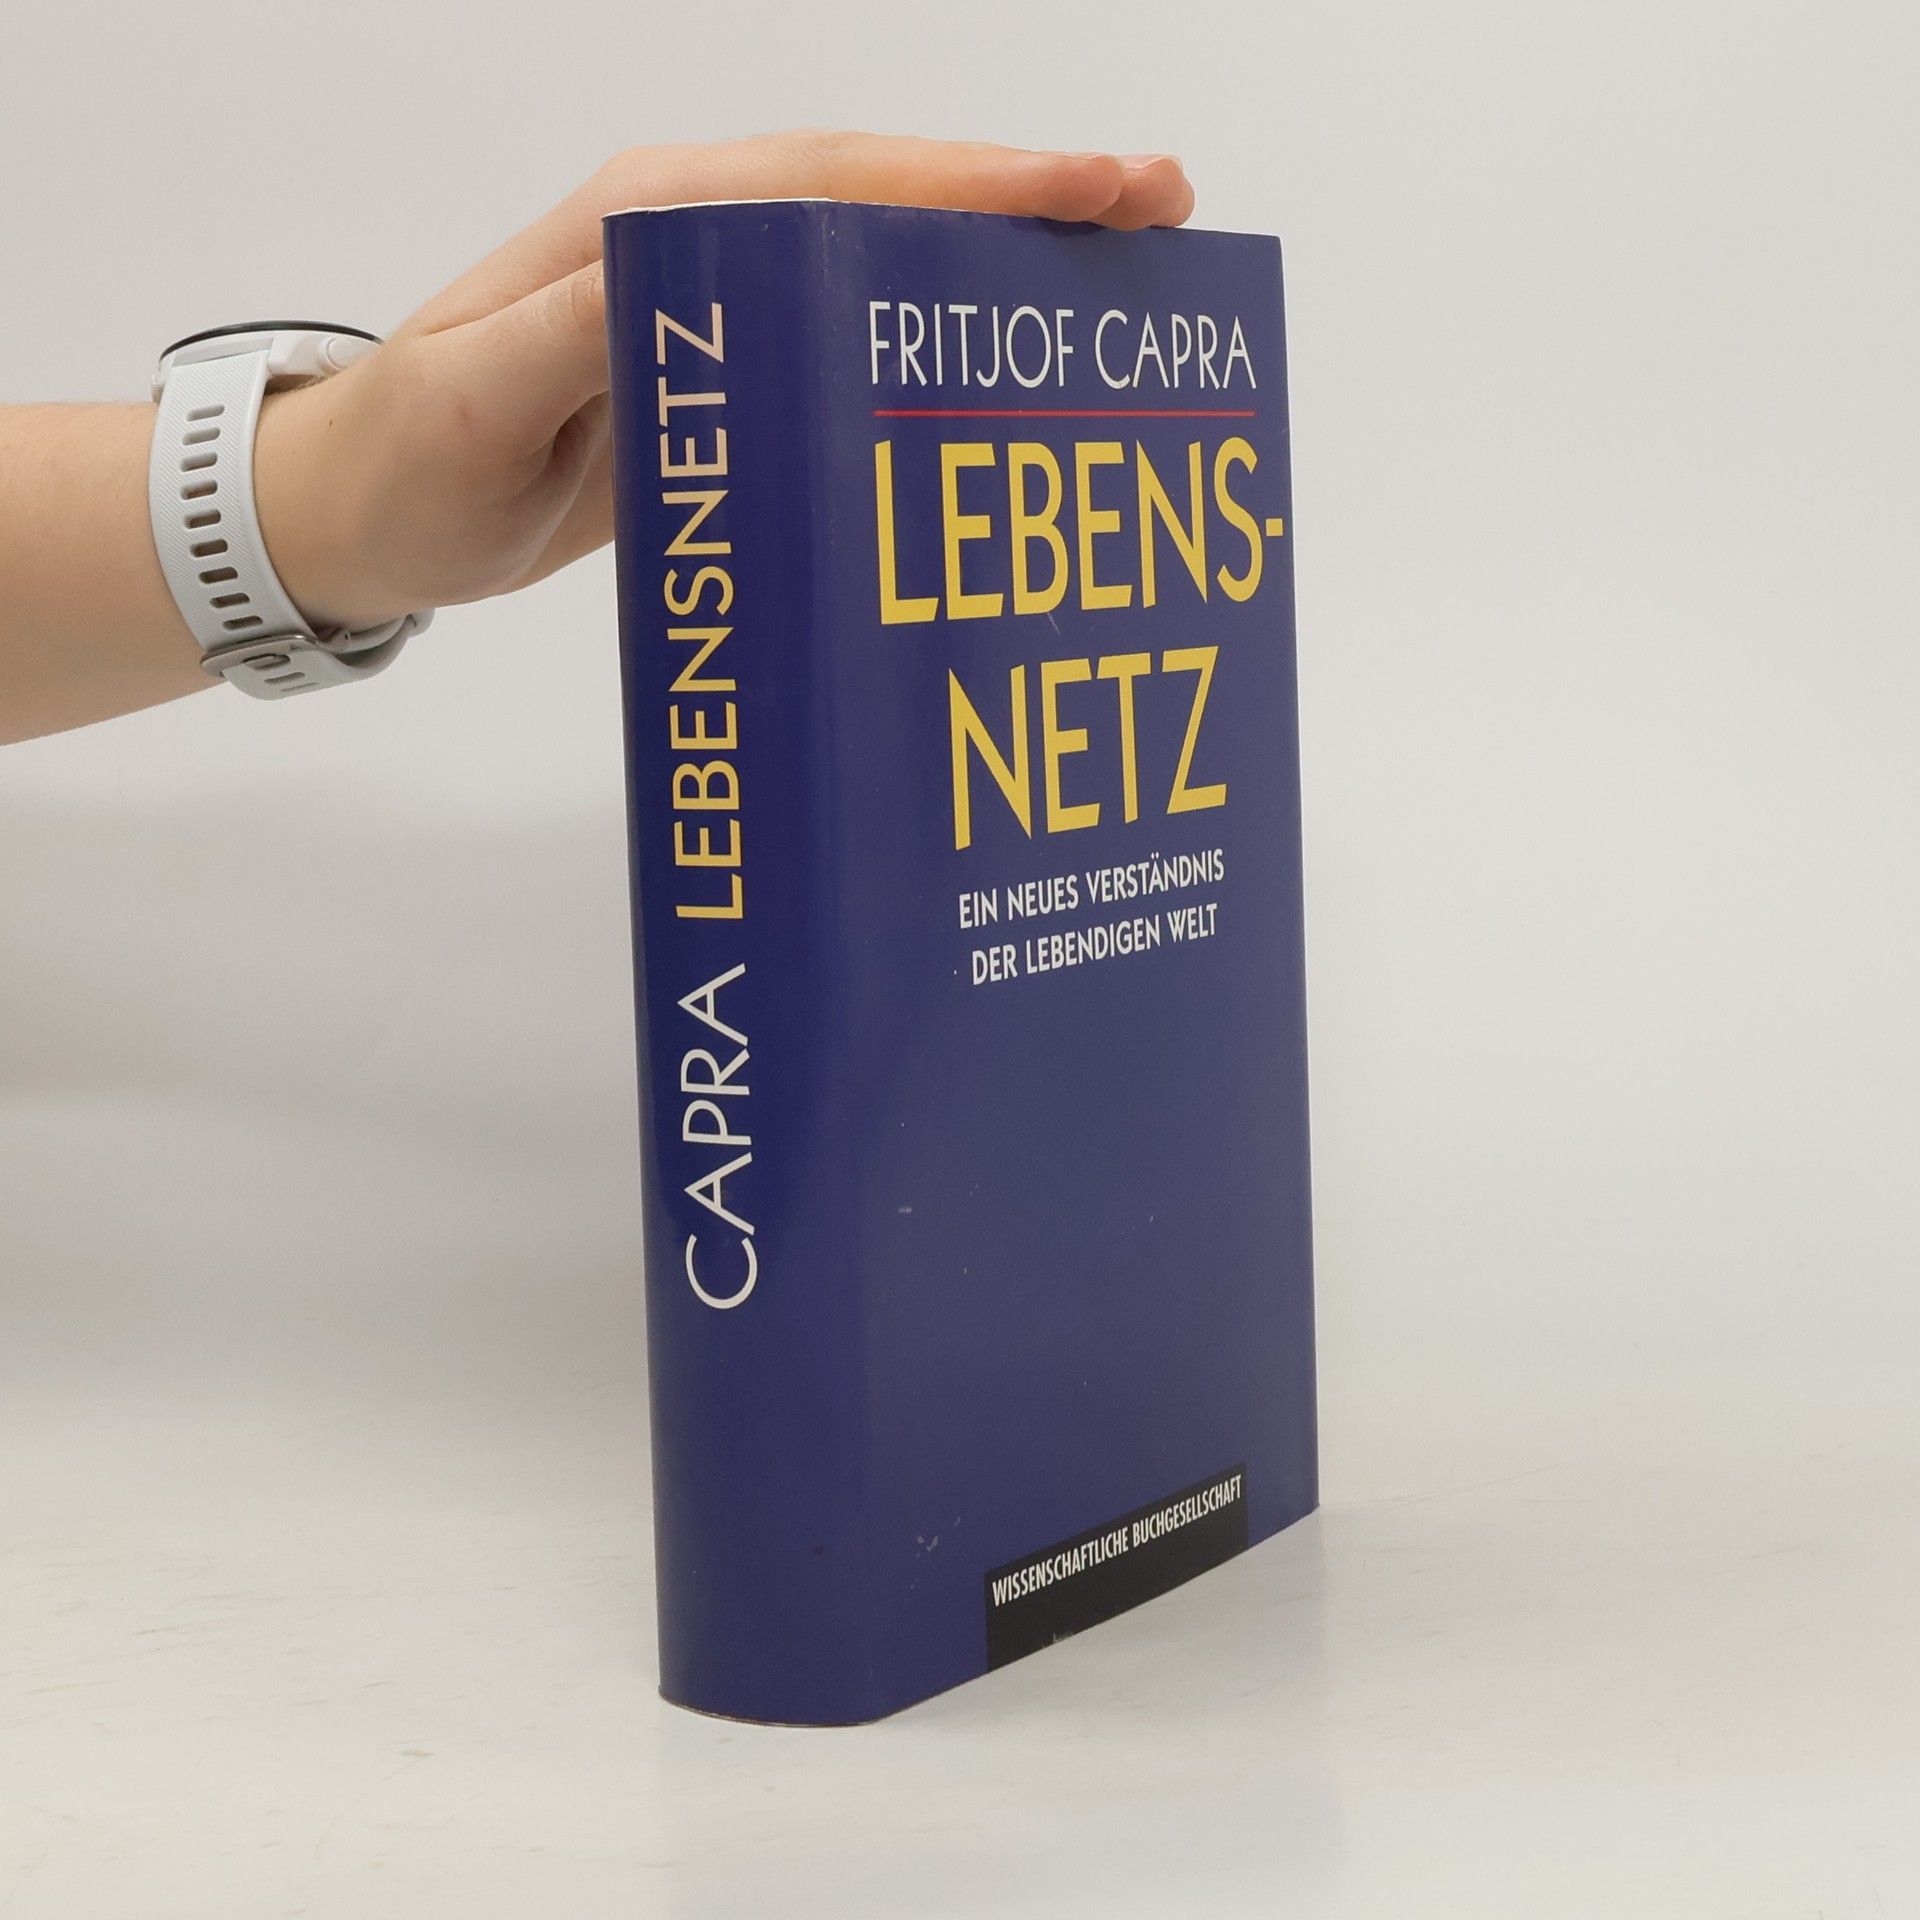 CAPRA LEBENSNETZ
FRITJOF CAPRA
LEBENS-
NETZ
EIN NEUES VERSTÄNDNIS
DER LEBENDIGEN WELT
WISSENSCHAFTLICHE BUCHGESELLSCHAFT